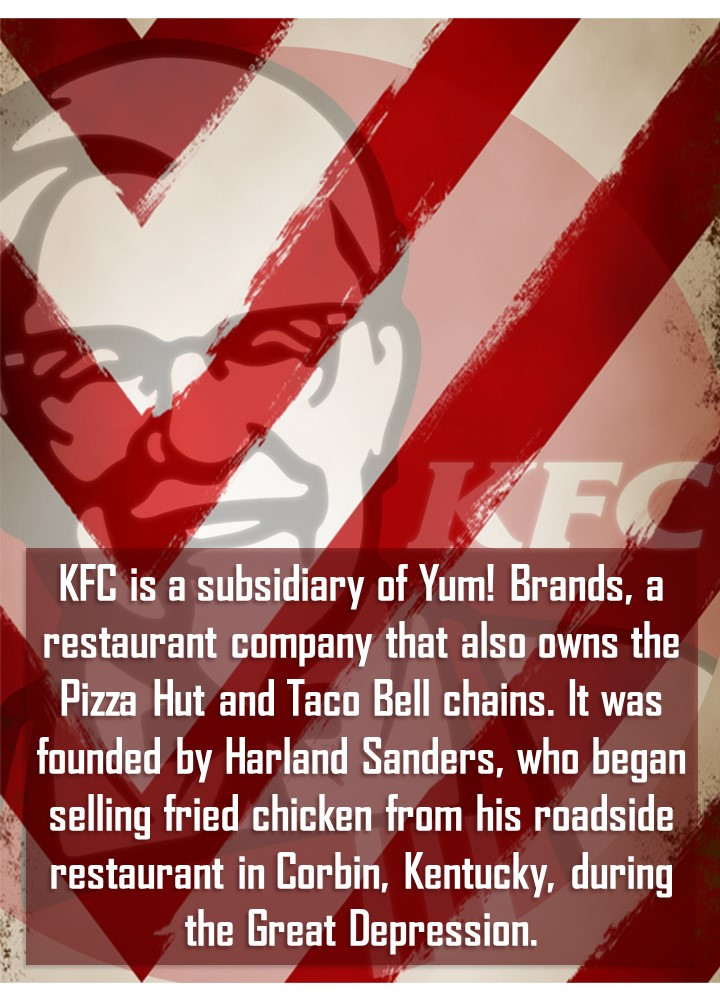 KFC
KFC is a subsidiary of Yum! Brands, a
restaurant company that also owns the
Pizza Hut and Taco Bell chains. It was
founded by Harland Sanders, who began
selling fried chicken from his roadside
restaurant in Corbin, Kentucky, during
the Great Depression.